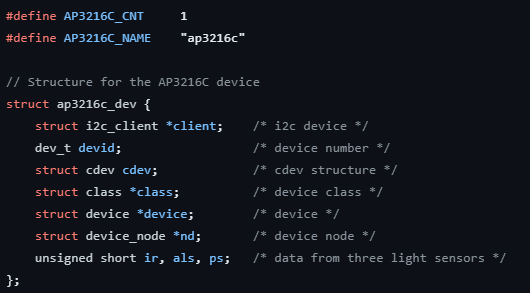 #define AP3216C_CNT     1
#define AP3216C_NAME    "ap3216c"
// Structure for the AP3216C device
struct ap3216c_dev {
    struct i2c_client *client;    /* i2c device */
    dev_t devid;                  /* device number */
    struct cdev cdev;             /* cdev structure */
    struct class *class;          /* device class */
    struct device *device;        /* device */
    struct device_node *nd;       /* device node */
    unsigned short ir, als, ps;   /* data from three light sensors */
};